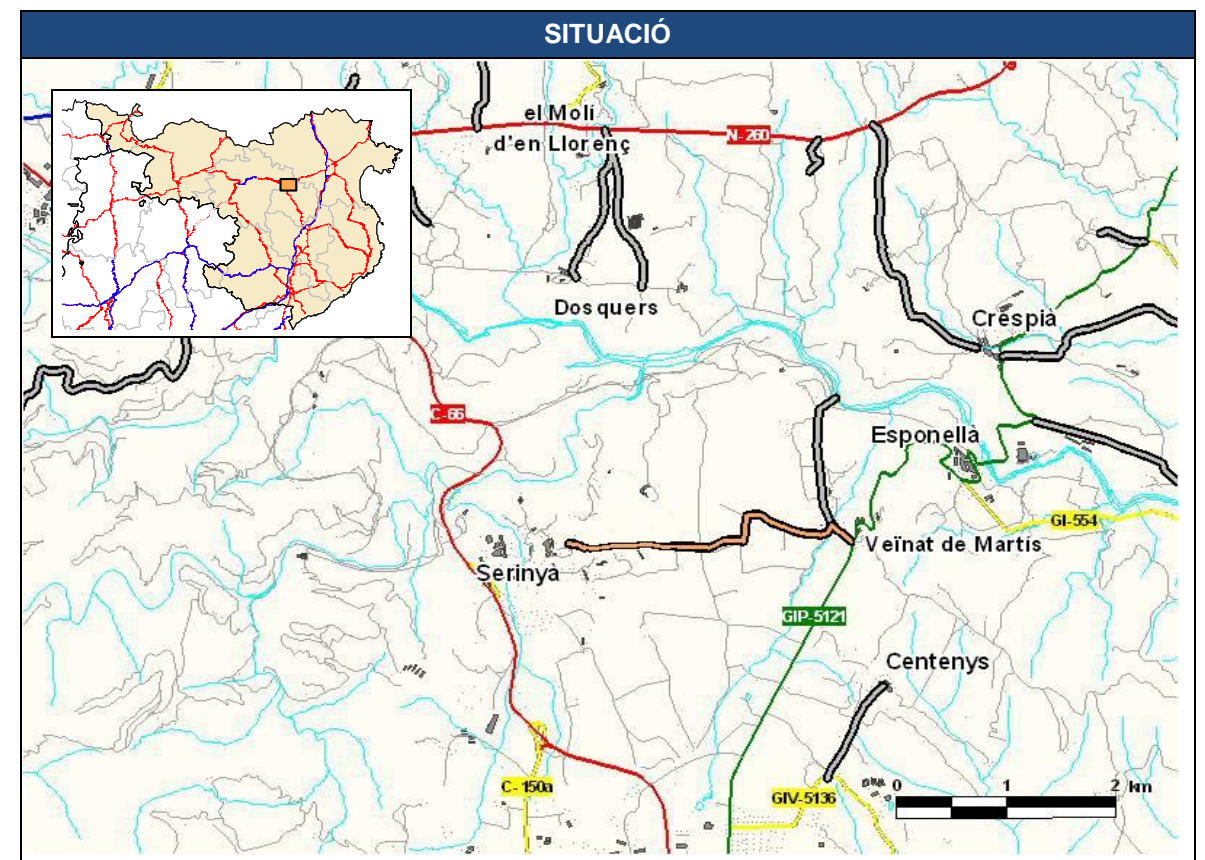 SITUACIÓ
el Molí
d'en Llorenç
N-260
Dosquers
Crespià
C-66
Esponellà
GI-554
Veïnat de Martís
Serinyà
GIP-5121
Centenys
C-150a
GIV-5136
0 1 2 km